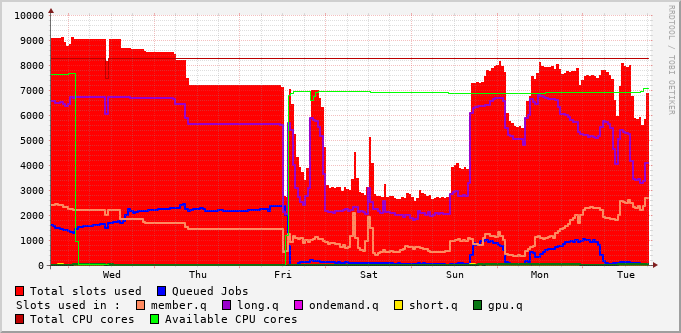 10000
9000
8000
7000
6000
5000
4000
3000
2000
1000
0
Wed Thu Fri Sat Sun Mon Tue
RRDTOOL / TOBI OETIKER
Total slots used Queued Jobs
Slots used in : member.q long.q ondemand.q short.q gpu.q
Total CPU cores Available CPU cores